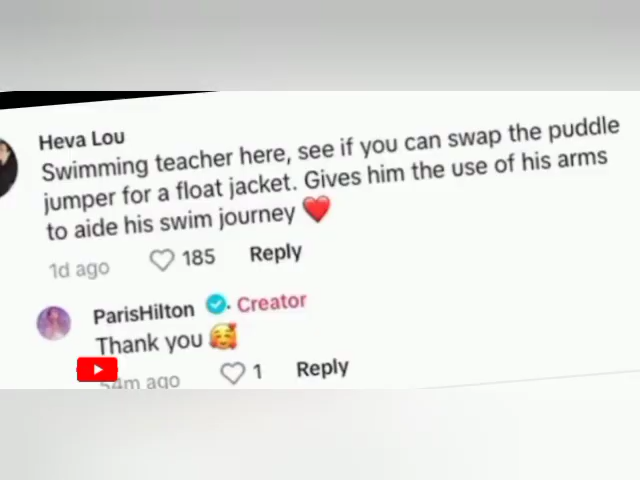 Heva Lou
Swimming teacher here, see if you can swap the puddle
jumper for a float jacket. Gives him the use of his arms
to aide his swim journey ❤️
1d ago 185 Reply
ParisHilton · Creator
Thank you 🥰
54m ago 1 Reply